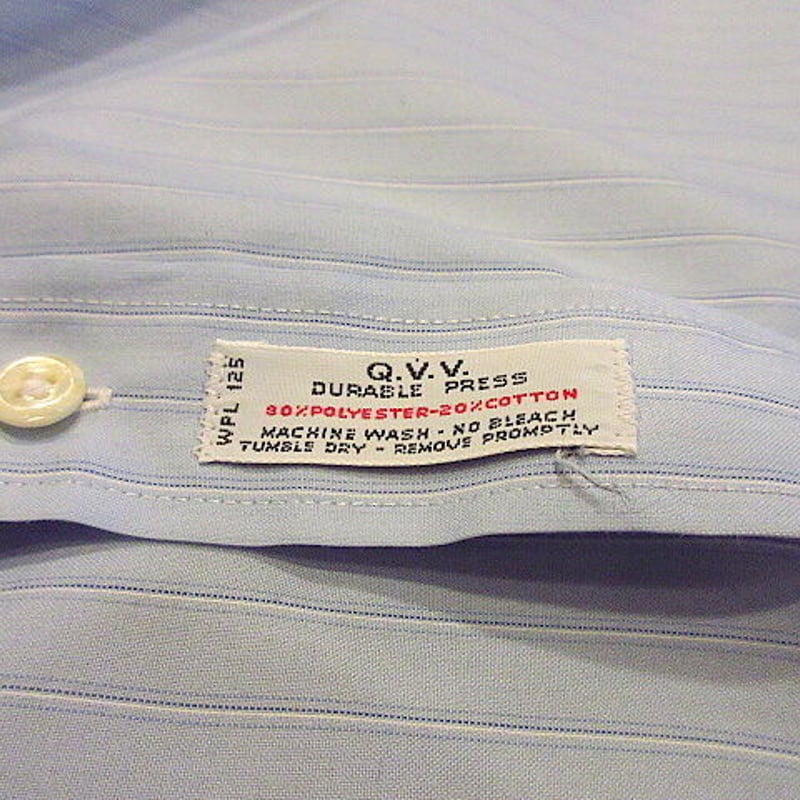 WPL 125
Q.V.V.
DURABLE PRESS
80%POLYESTER-20%COTTON
MACHINE WASH - NO BLEACH
TUMBLE DRY - REMOVE PROMPTLY